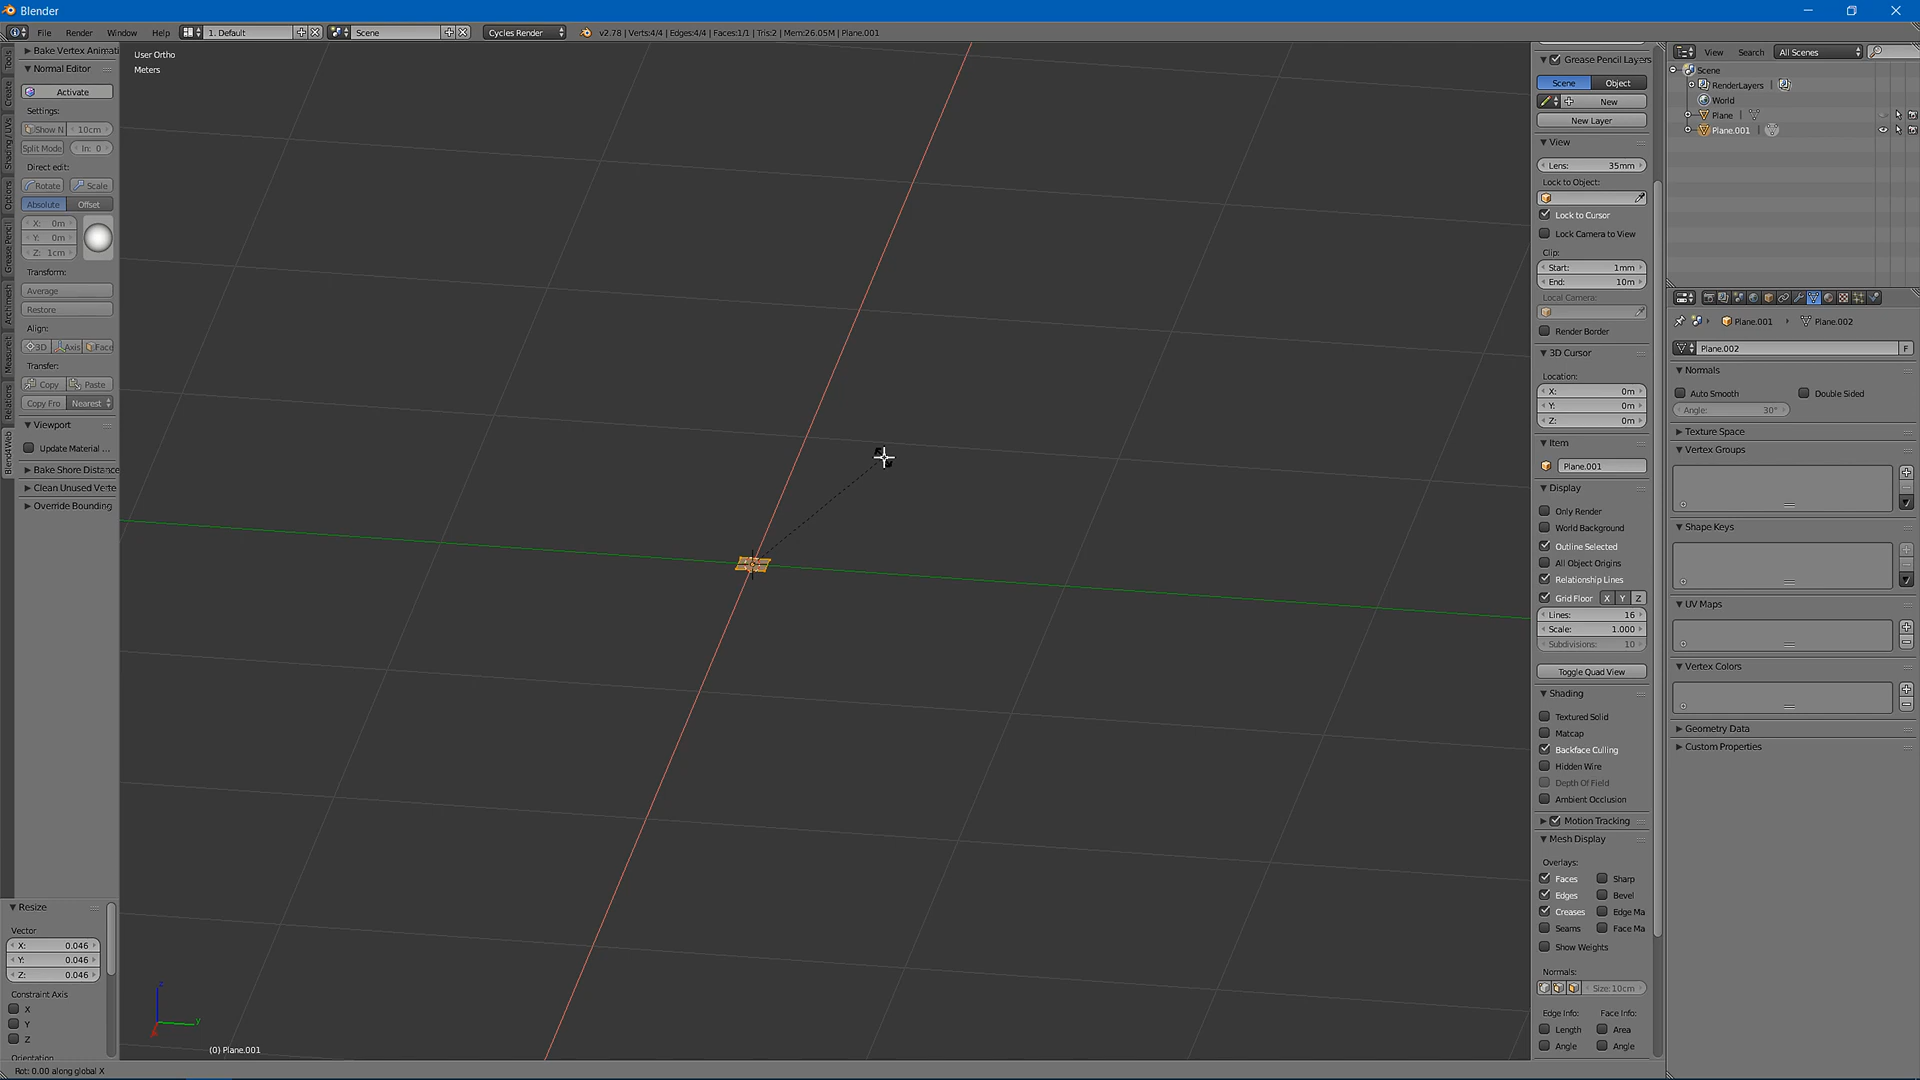 Blender
File Render Window Help 1. Default Scene Cycles Render v2.78 | Verts:4/4 | Edges:4/4 | Faces:1/1 | Tris:2 | Mem:26.05M | Plane.001
Tools
Create
Shading / UVs
Options
Grease Pencil
Archimesh
Measureit
Relations
Blend4Web
Bake Vertex Animati
Normal Editor
Activate
Settings:
Show N 10cm
Split Mode In: 0
Direct edit:
Rotate Scale
Absolute Offset
X: 0m
Y: 0m
Z: 1cm
Transform:
Average
Restore
Align:
3D Axis Face
Transfer:
Copy Paste
Copy Fro Nearest
Viewport
Update Material ...
Bake Shore Distance
Clean Unused Verte
Override Bounding
Resize
Vector
X: 0.046
Y: 0.046
Z: 0.046
Constraint Axis
X
Y
Z
Orientation
Rot: 0.00 along global X
User Ortho
Meters
z
y
(0) Plane.001
Grease Pencil Layers
Scene Object
New
New Layer
View
Lens: 35mm
Lock to Object:
Lock to Cursor
Lock Camera to View
Clip:
Start: 1mm
End: 10m
Local Camera:
Render Border
3D Cursor
Location:
X: 0m
Y: 0m
Z: 0m
Item
Plane.001
Display
Only Render
World Background
Outline Selected
All Object Origins
Relationship Lines
Grid Floor X Y Z
Lines: 16
Scale: 1.000
Subdivisions: 10
Toggle Quad View
Shading
Textured Solid
Matcap
Backface Culling
Hidden Wire
Depth Of Field
Ambient Occlusion
Motion Tracking
Mesh Display
Overlays:
Faces Sharp
Edges Bevel
Creases Edge Ma
Seams Face Ma
Show Weights
Normals:
Size: 10cm
Edge Info: Face Info:
Length Area
Angle Angle
View Search All Scenes
Scene
RenderLayers |
World
Plane |
Plane.001 |
Plane.001 Plane.002
Plane.002 F
Normals
Auto Smooth Double Sided
Angle: 30°
Texture Space
Vertex Groups
Shape Keys
UV Maps
Vertex Colors
Geometry Data
Custom Properties